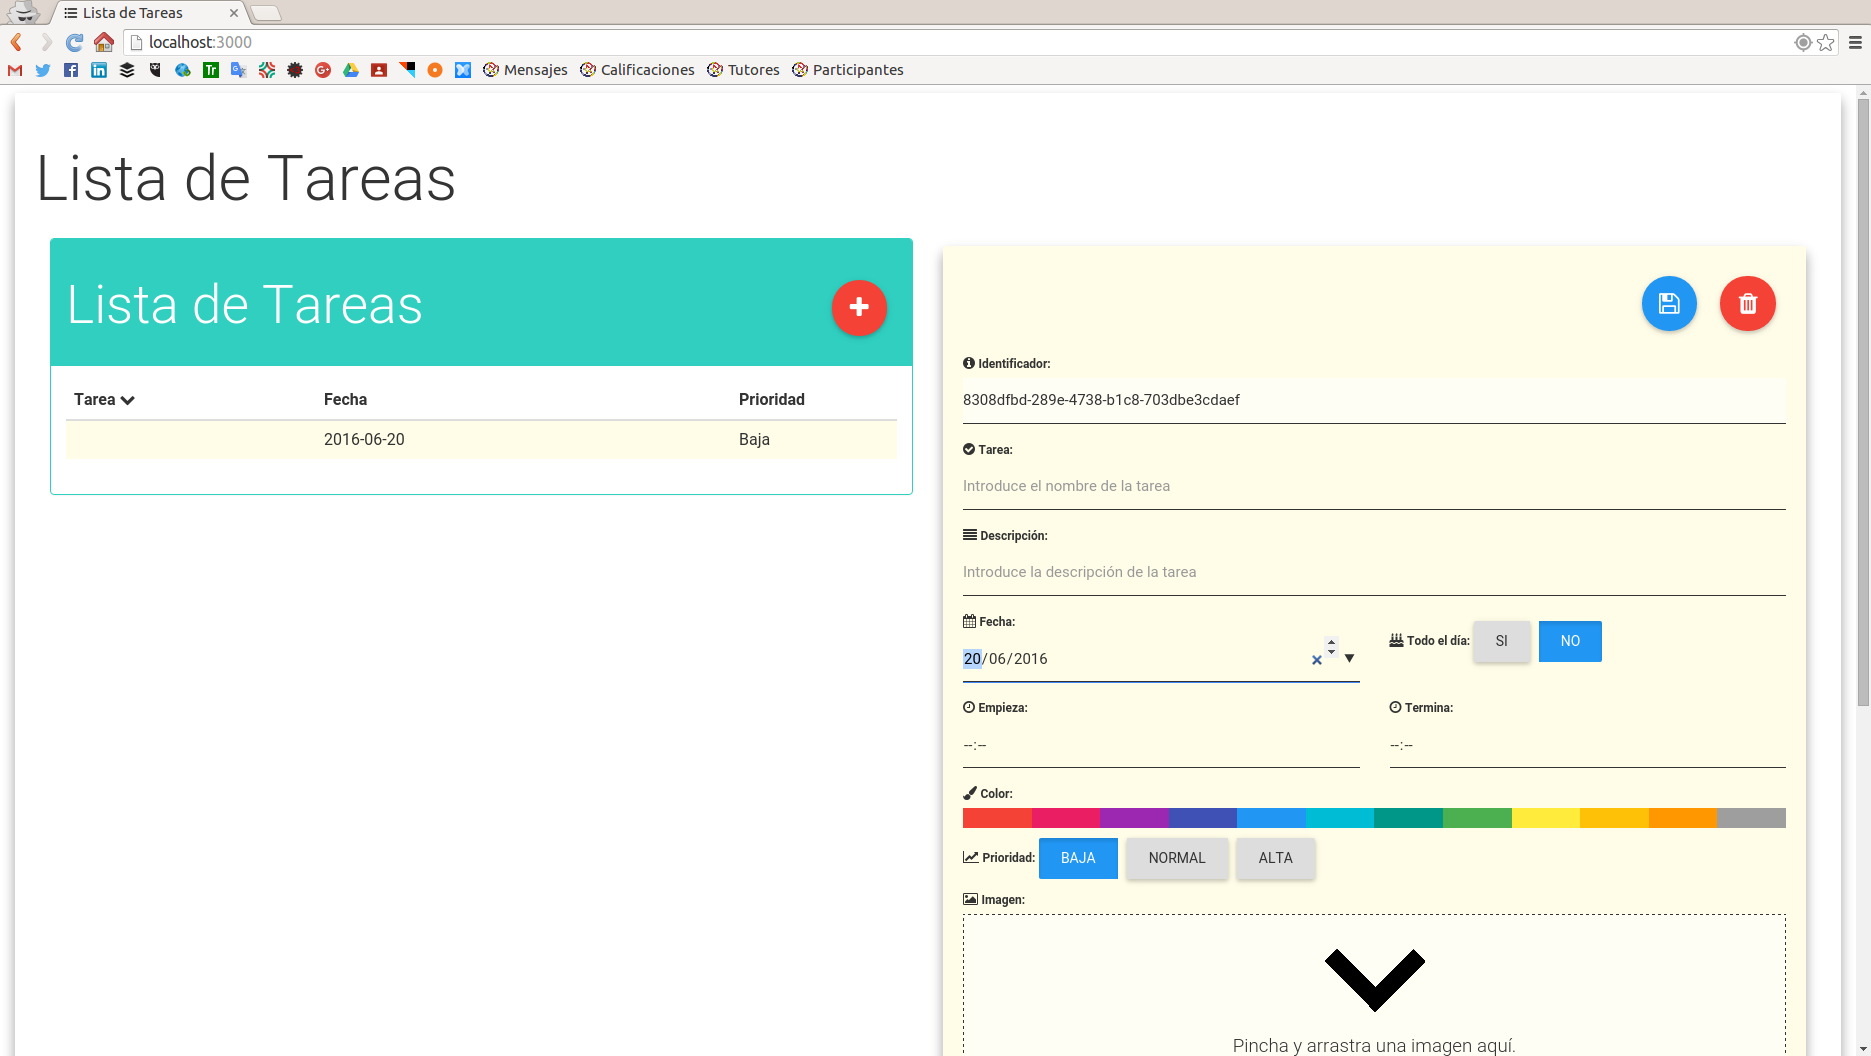 Lista de Tareas
localhost:3000
Tr
Mensajes
Calificaciones
Tutores
Participantes
Lista de Tareas
Lista de Tareas
Tarea
Fecha
Prioridad
2016-06-20
Baja
Identificador:
8308dfbd-289e-4738-b1c8-703dbe3cdaef
Tarea:
Introduce el nombre de la tarea
Descripción:
Introduce la descripción de la tarea
Fecha:
20/06/2016
Todo el día:
SI
NO
Empieza:
--:--
Termina:
--:--
Color:
Prioridad:
BAJA
NORMAL
ALTA
Imagen:
Pincha y arrastra una imagen aquí.